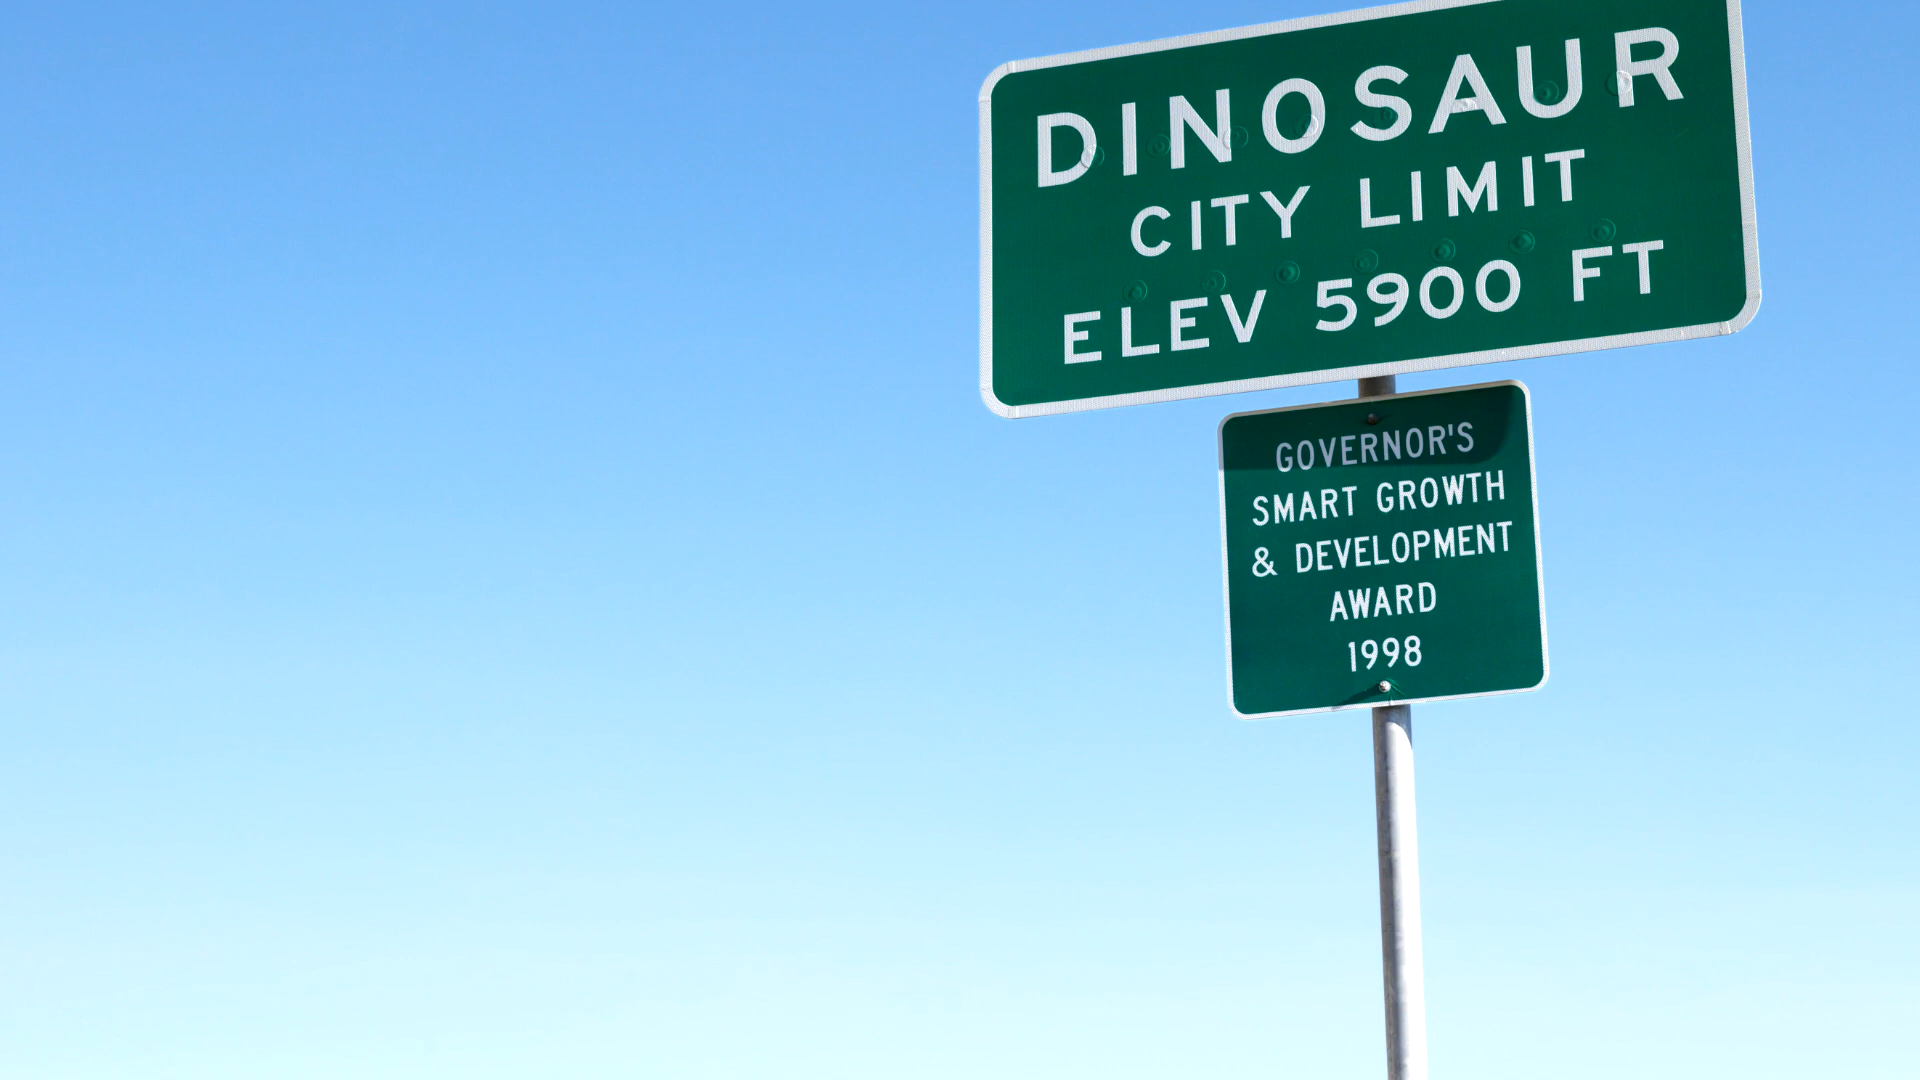 DINOSAUR
CITY LIMIT
ELEV 5900 FT
GOVERNOR'S
SMART GROWTH
& DEVELOPMENT
AWARD
1998